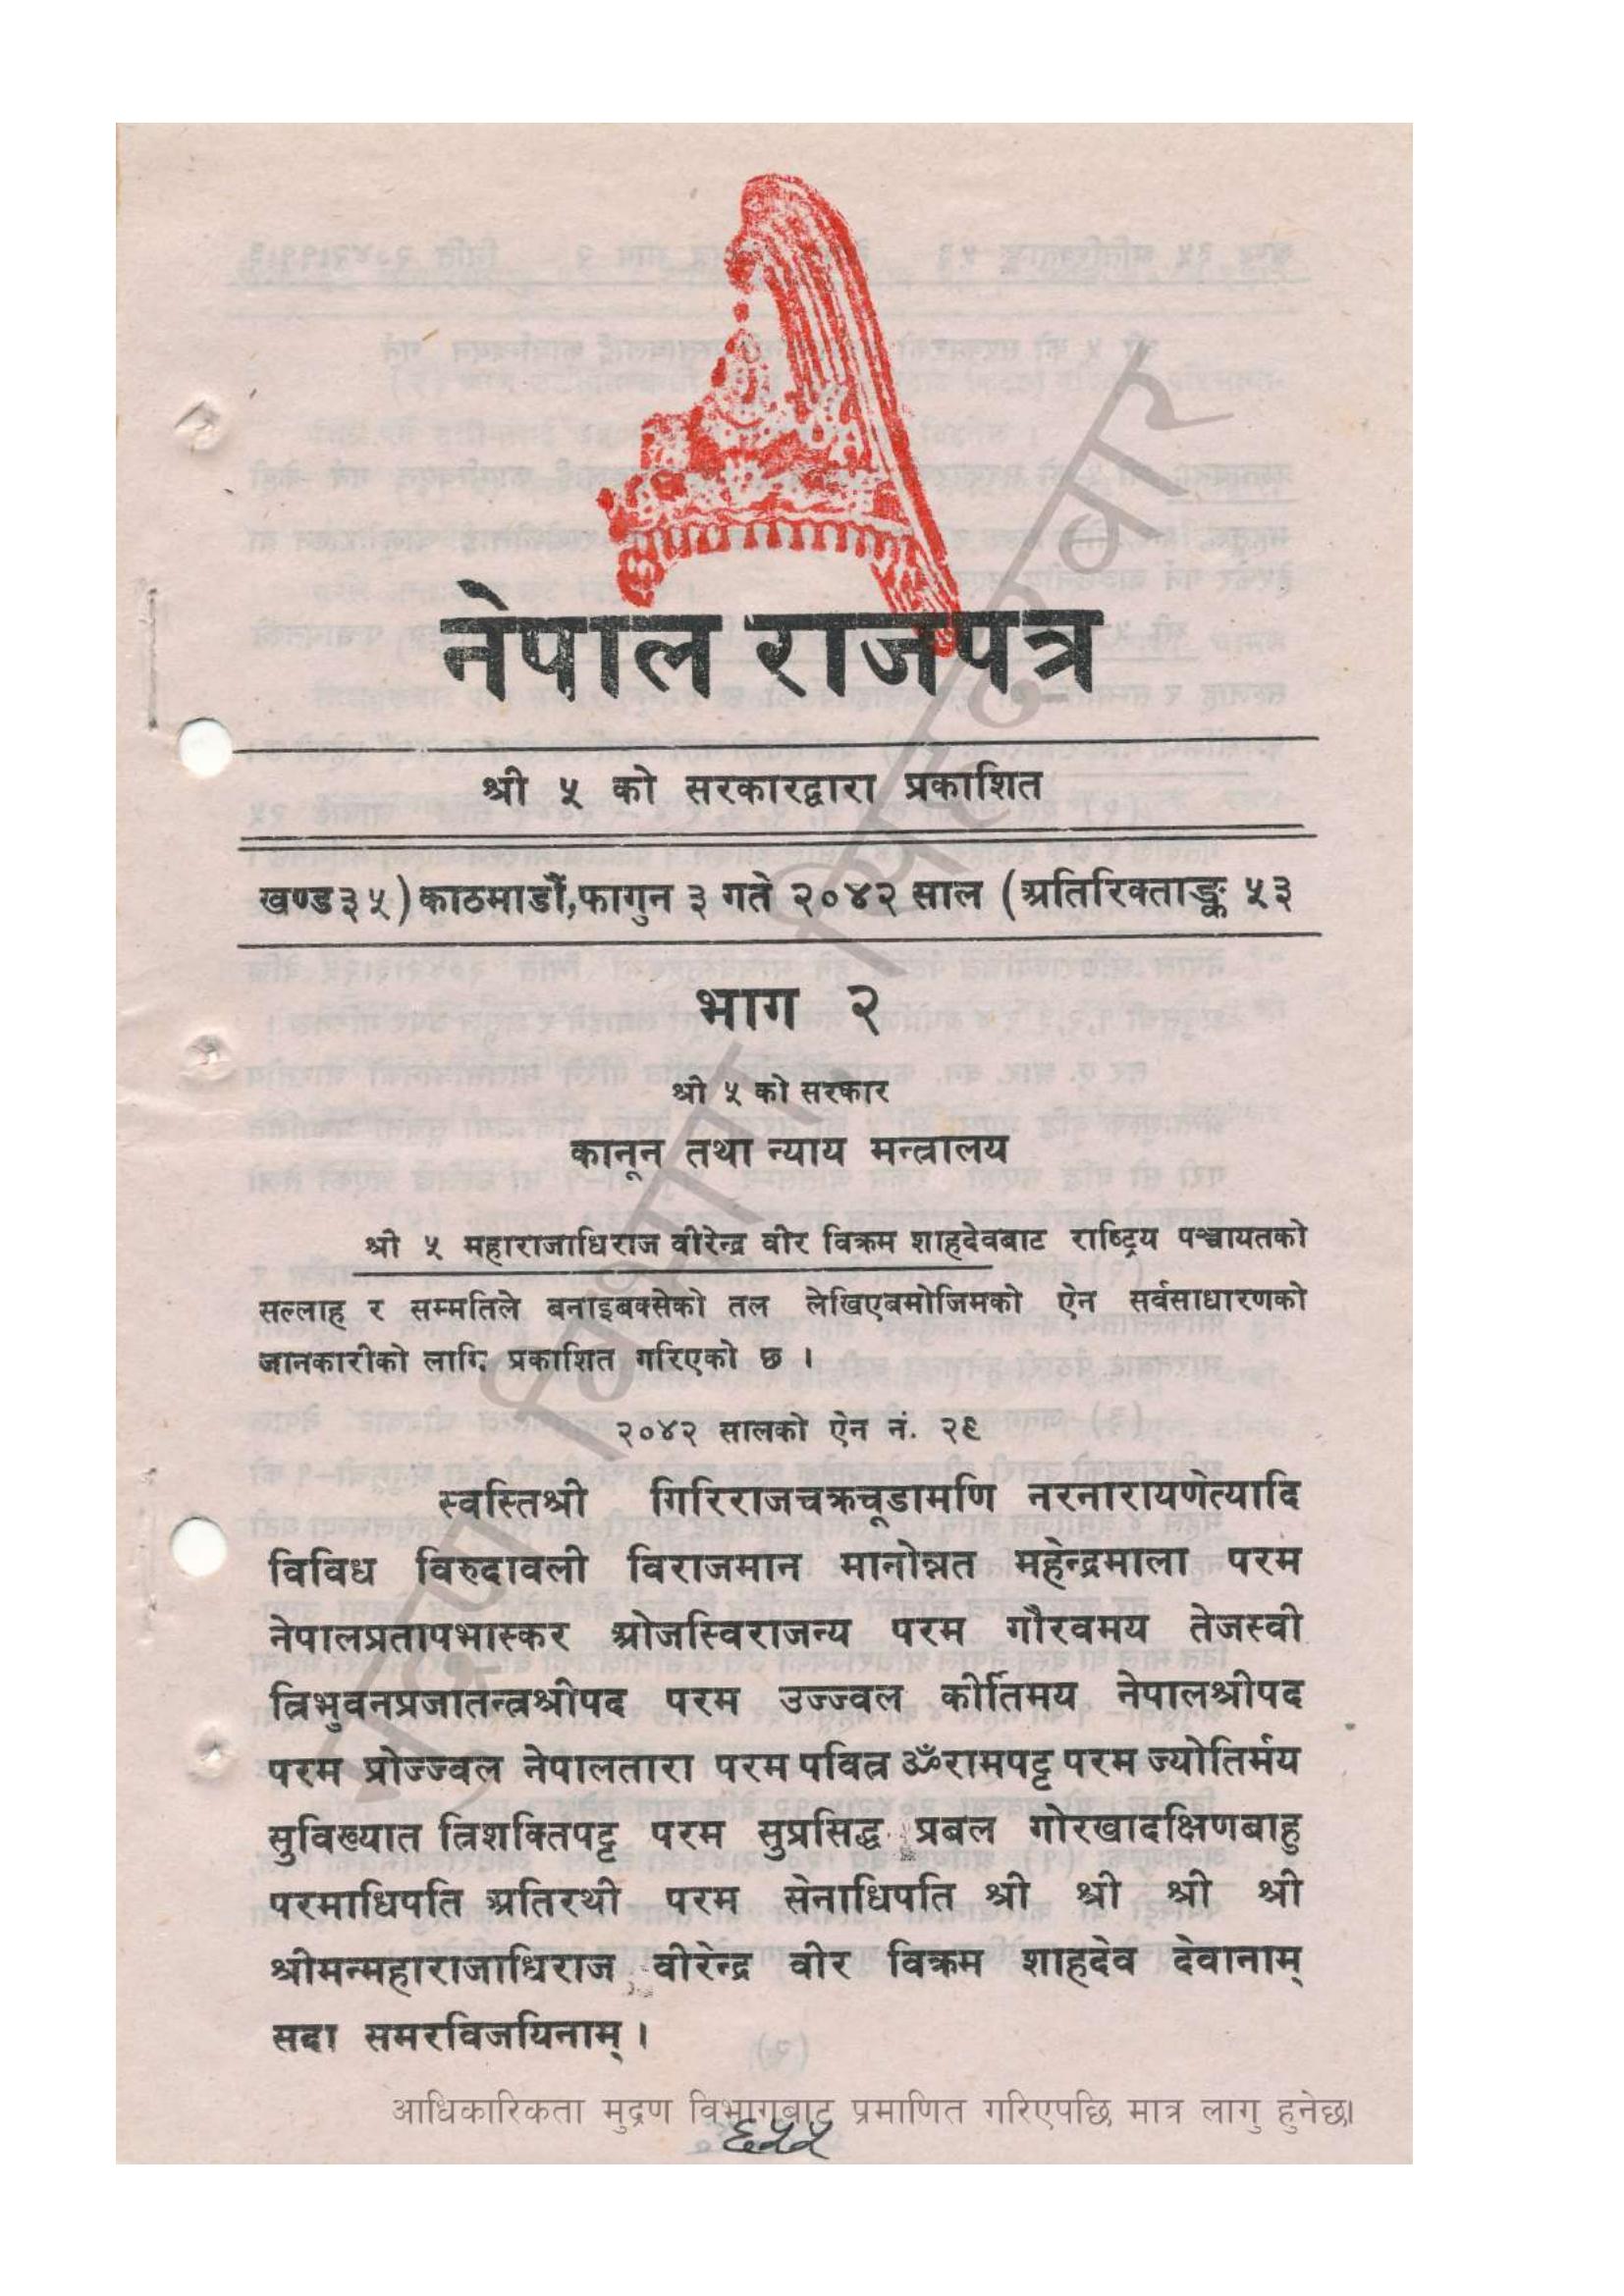 नेपाल राजपत्र
श्री ५ को सरकारद्वारा प्रकाशित
खण्ड ३५) काठमाडौं, फागुन ३ गते २०४२ साल (अतिरिक्ताङ्क ५३
भाग २
श्री ५ को सरकार
कानून तथा न्याय मन्त्रालय
श्री ५ महाराजाधिराज वीरेन्द्र वीर विक्रम शाहदेवबाट राष्ट्रिय पञ्चायतको
सल्लाह र सम्मतिले बनाइबक्सेको तल लेखिएबमोजिमको ऐन सर्वसाधारणको
जानकारीको लागि प्रकाशित गरिएको छ ।
२०४२ सालको ऐन नं. २९
स्वस्तिश्री गिरिराजचक्रचूडामणि नरनारायणेत्यादि
विविध विरुदावली विराजमान मानोन्नत महेन्द्रमाला परम
नेपालप्रतापभास्कर ओजस्विराजन्य परम गौरवमय तेजस्वी
त्रिभुवनप्रजातन्त्रश्रीपद परम उज्ज्वल कीर्तिमय नेपालश्रीपद
परम प्रोज्ज्वल नेपालतारा परम पवित्र ॐरामपट्ट परम ज्योतिर्मय
सुविख्यात त्रिशक्तिपट्ट परम सुप्रसिद्ध प्रबल गोरखादक्षिणबाहु
परमाधिपति अतिरथी परम सेनाधिपति श्री श्री श्री श्री
श्रीमन्महाराजाधिराज वीरेन्द्र वीर विक्रम शाहदेव देवानाम्
सदा समरविजयिनाम् ।
आधिकारिकता मुद्रण विभागबाट प्रमाणित गरिएपछि मात्र लागु हुनेछ।
६५५